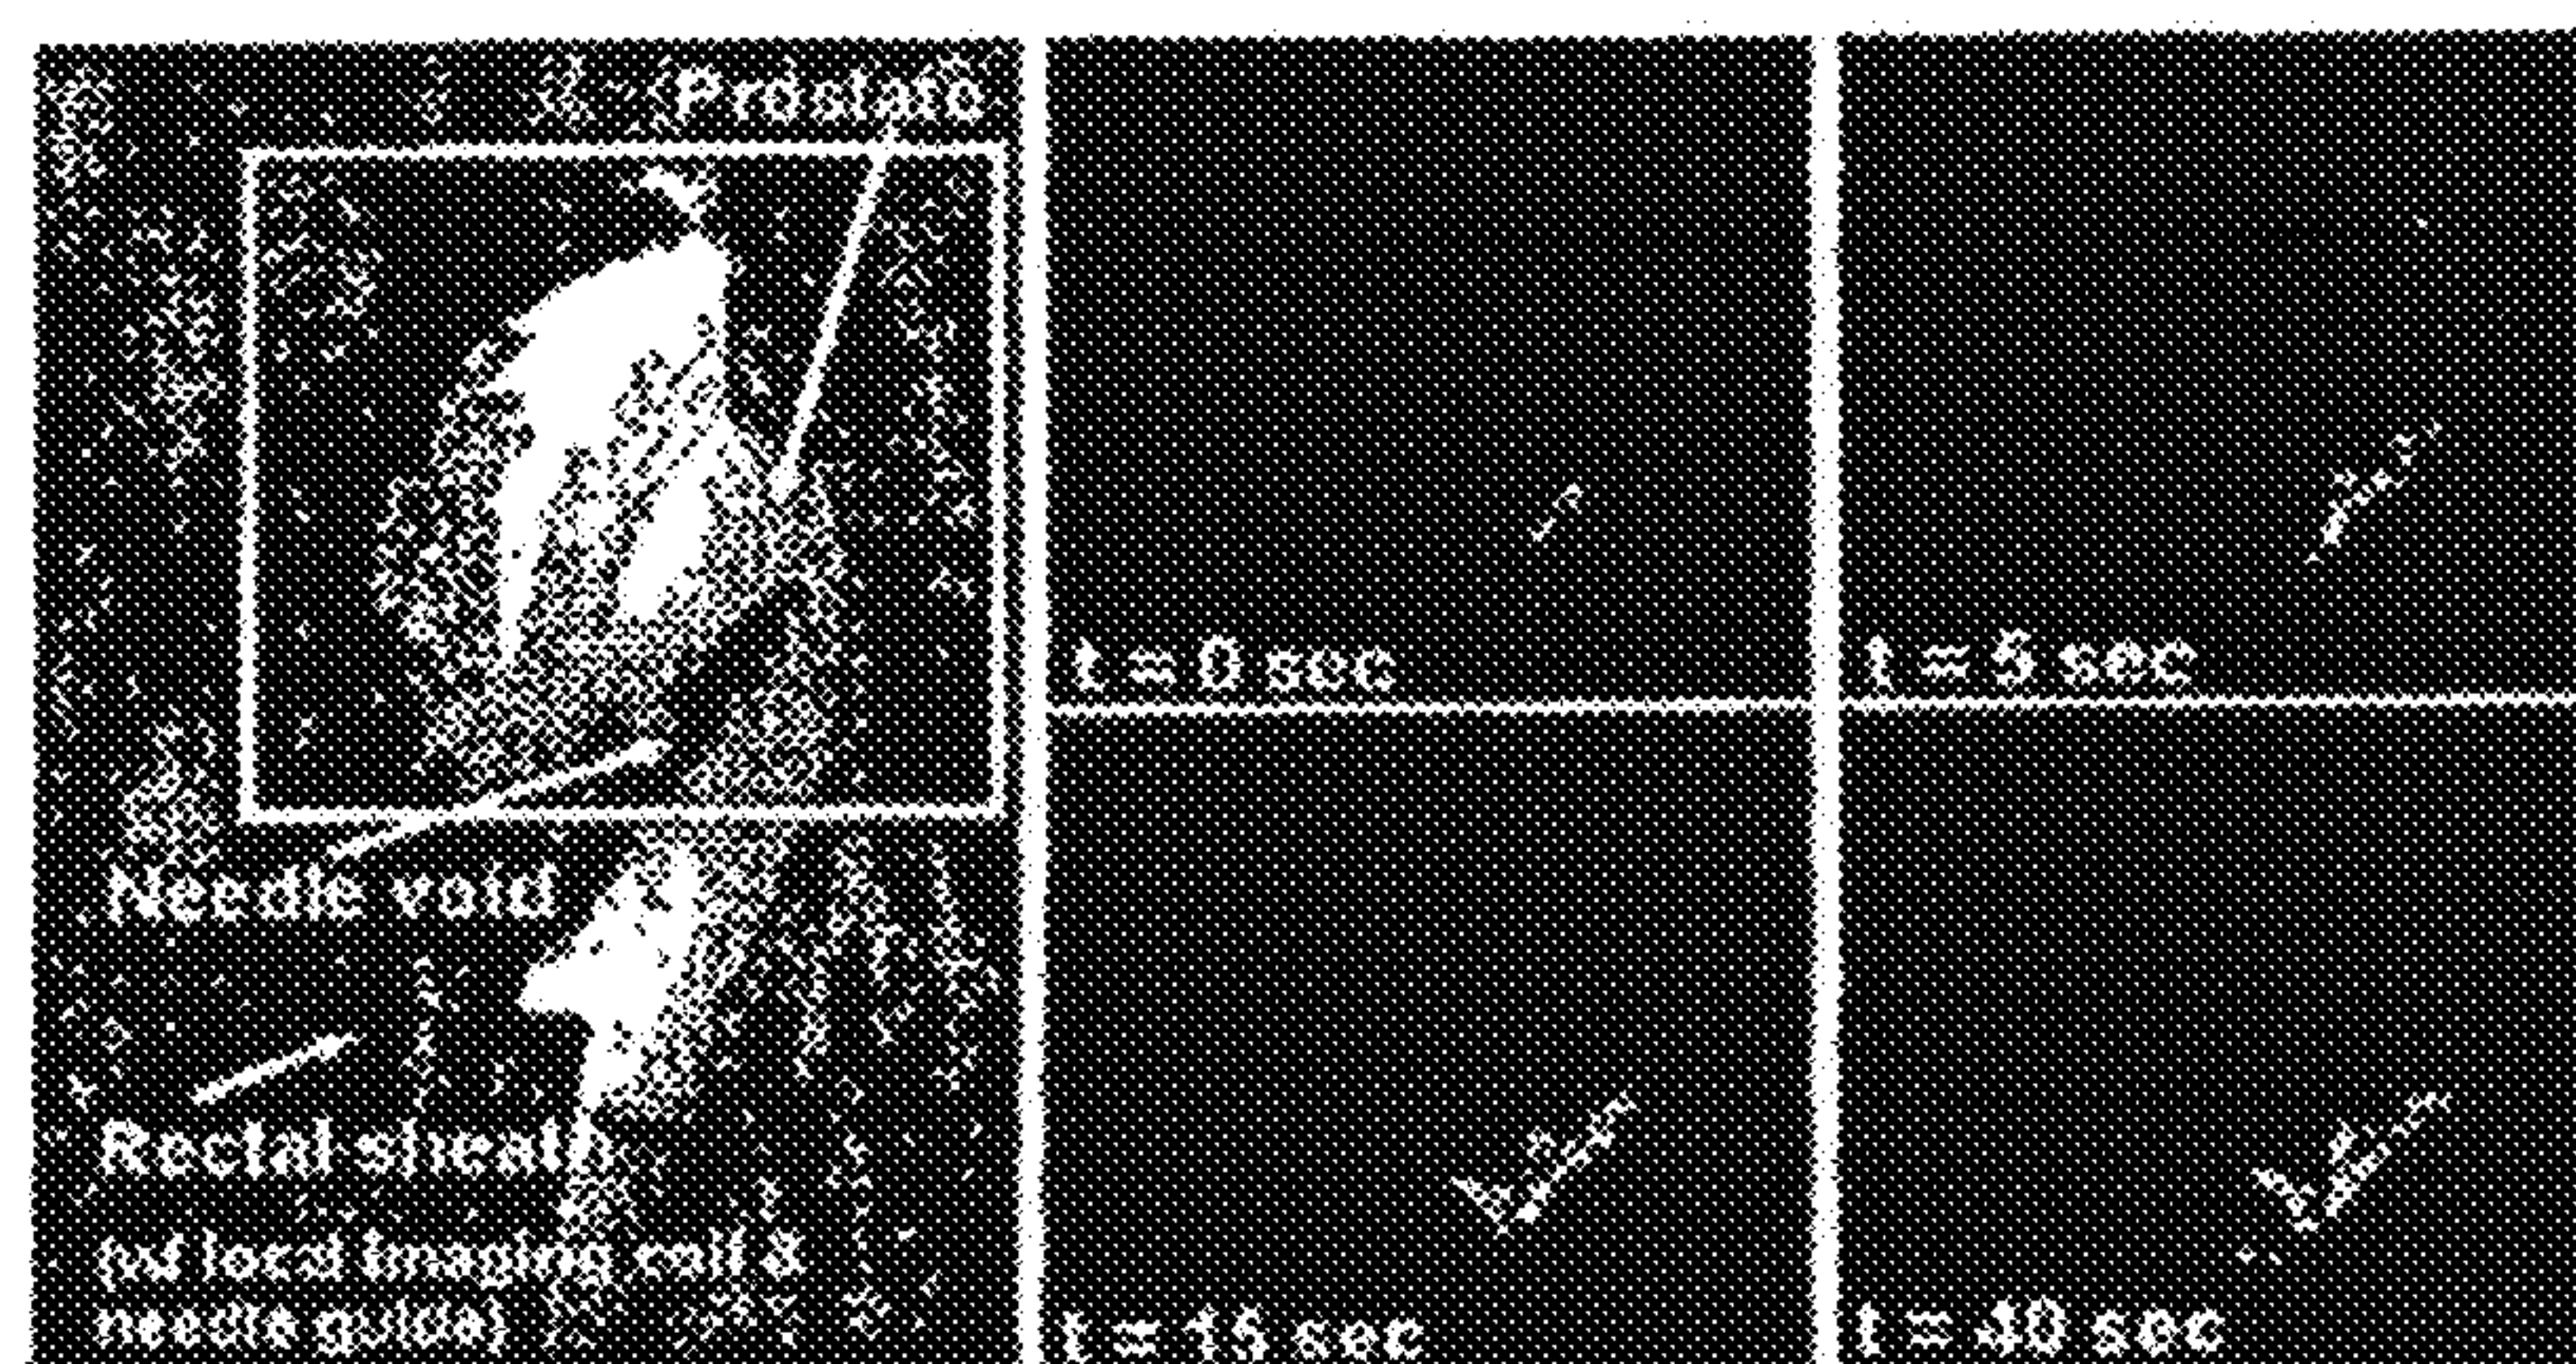 Prostate
Needle void
Rectal sheath
(w/ local imaging coil &
needle guide)
t = 0 sec
t = 5 sec
t = 15 sec
t = 40 sec